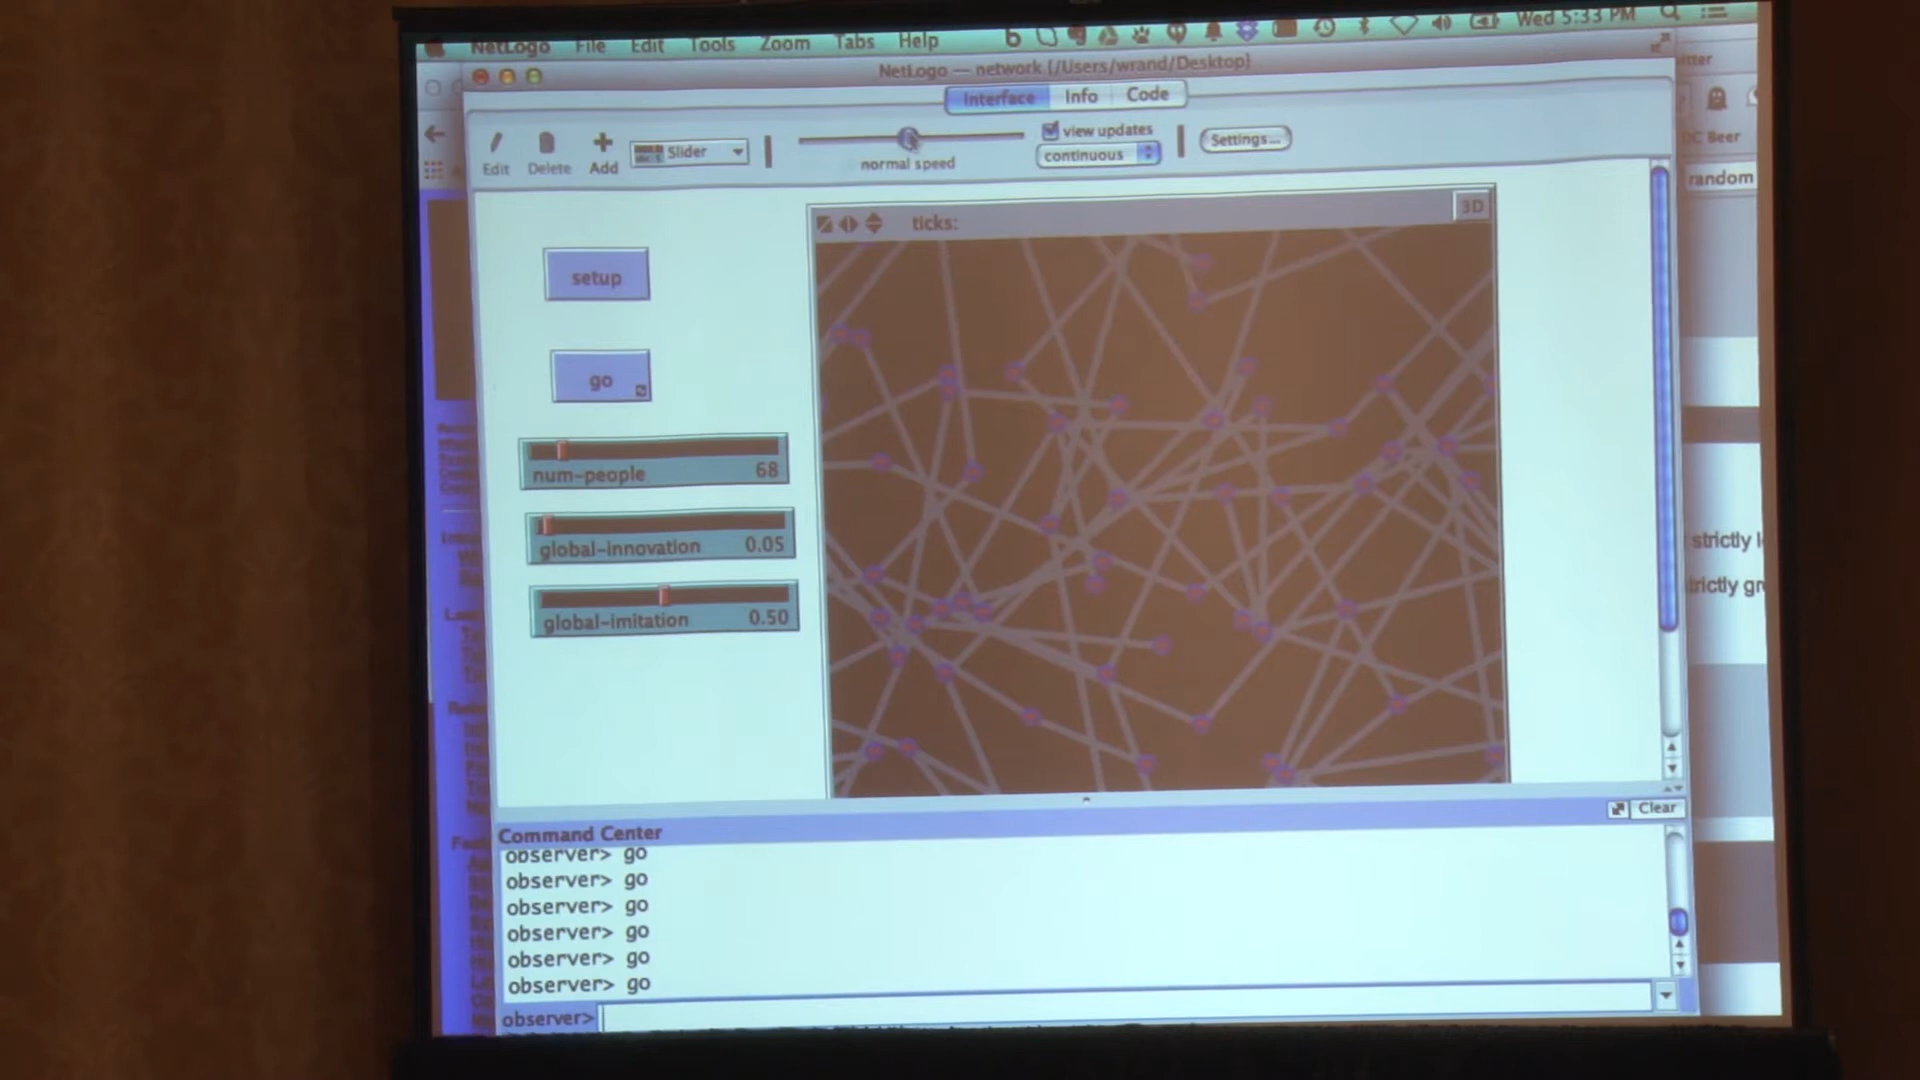 NetLogo File Edit Tools Zoom Tabs Help Wed 5:33 PM
NetLogo — network {/Users/wrand/Desktop}
Interface Info Code
Edit Delete Add Slider normal speed view updates continuous Settings...
DC Beer
random
ticks: 3D
setup
go
num-people 68
global-innovation 0.05
global-imitation 0.50
strictly
Command Center Clear
observer> go
observer> go
observer> go
observer> go
observer> go
observer> go
observer>